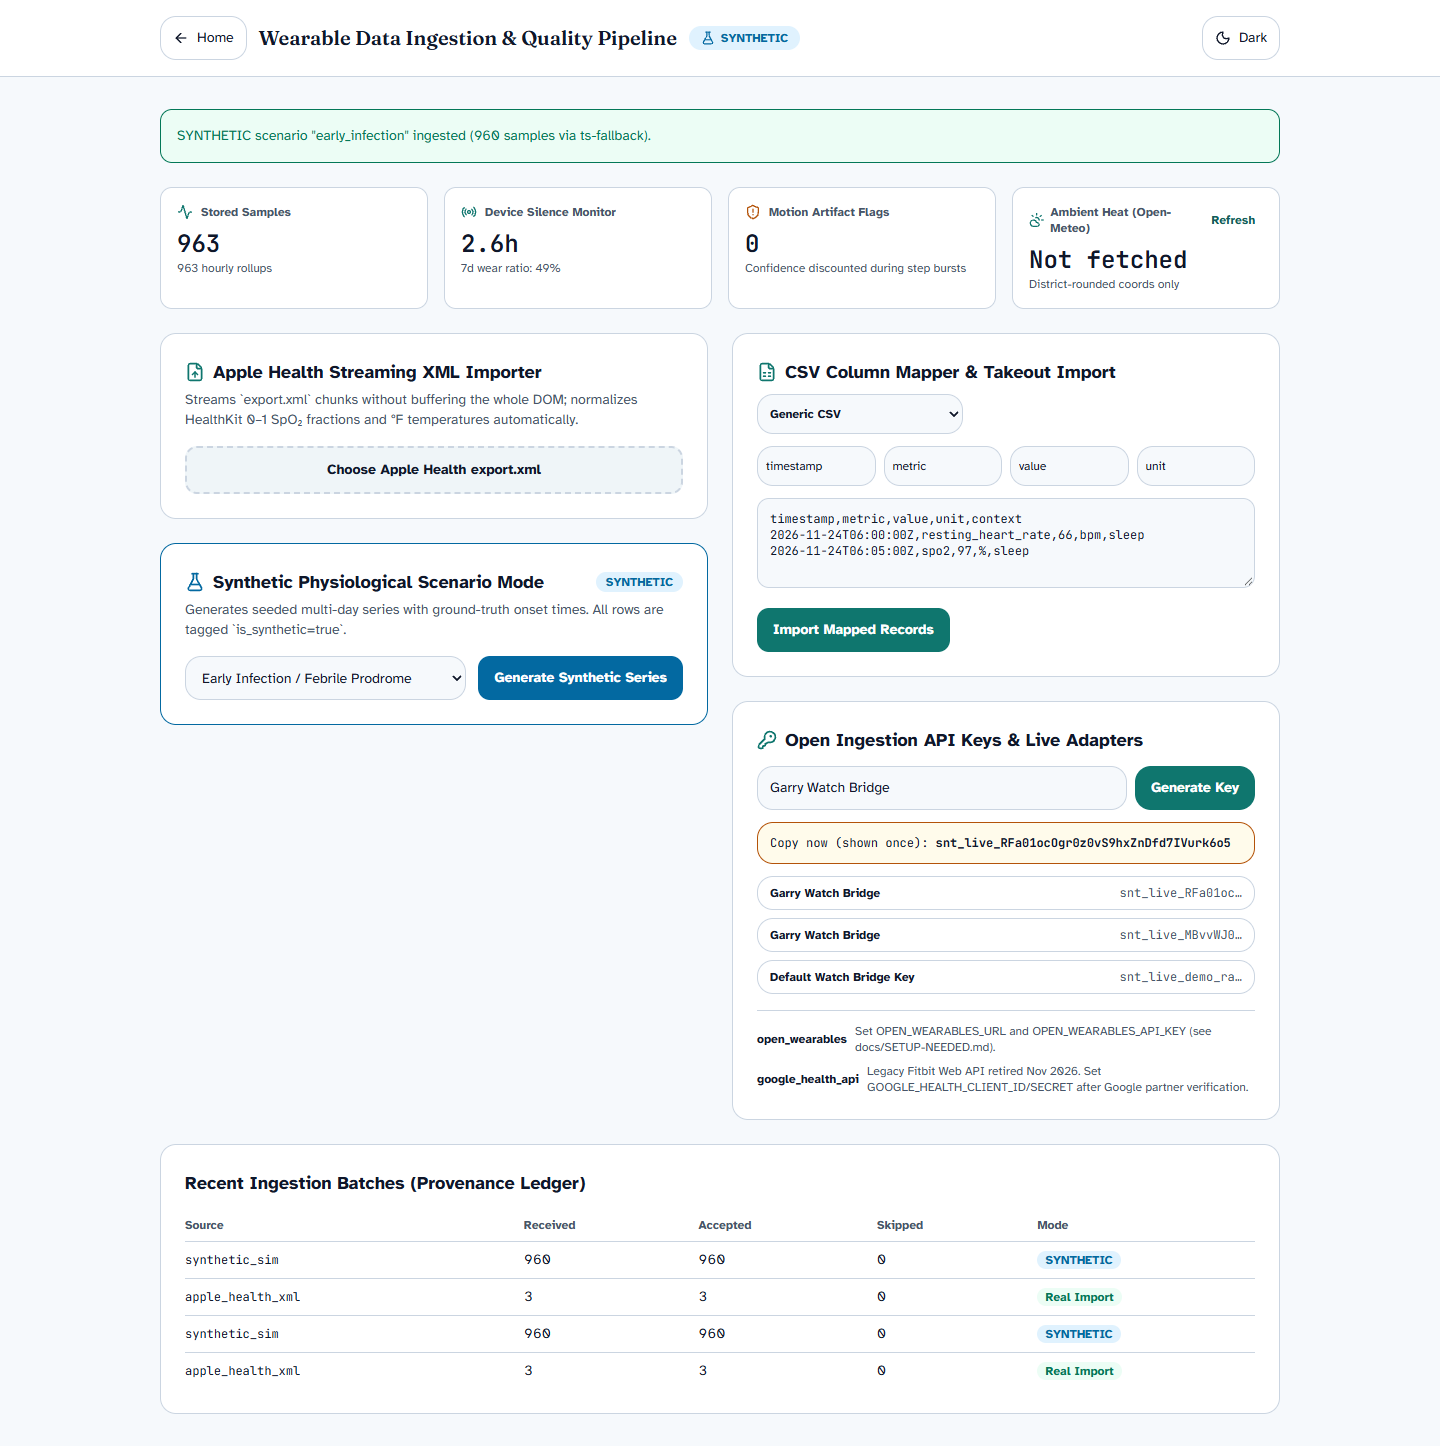 Home
Wearable Data Ingestion & Quality Pipeline
SYNTHETIC
Dark
SYNTHETIC scenario "early_infection" ingested (960 samples via ts-fallback).
Stored Samples
963
963 hourly rollups
Device Silence Monitor
2.6h
7d wear ratio: 49%
Motion Artifact Flags
0
Confidence discounted during step bursts
Ambient Heat (Open-
Meteo)
Refresh
Not fetched
District-rounded coords only
Apple Health Streaming XML Importer
Streams `export.xml` chunks without buffering the whole DOM; normalizes
HealthKit 0–1 SpO₂ fractions and °F temperatures automatically.
Choose Apple Health export.xml
Synthetic Physiological Scenario Mode
SYNTHETIC
Generates seeded multi-day series with ground-truth onset times. All rows are
tagged `is_synthetic=true`.
Early Infection / Febrile Prodrome
Generate Synthetic Series
CSV Column Mapper & Takeout Import
Generic CSV
timestamp
metric
value
unit
timestamp,metric,value,unit,context
2026-11-24T06:00:00Z,resting_heart_rate,66,bpm,sleep
2026-11-24T06:05:00Z,spo2,97,%,sleep
Import Mapped Records
Open Ingestion API Keys & Live Adapters
Garry Watch Bridge
Generate Key
Copy now (shown once): snt_live_RFa01ocOgr0z0vS9hxZnDfd7IVurk6o5
Garry Watch Bridge
snt_live_RFa01oc…
Garry Watch Bridge
snt_live_MBvvWJ0…
Default Watch Bridge Key
snt_live_demo_ra…
open_wearables
Set OPEN_WEARABLES_URL and OPEN_WEARABLES_API_KEY (see
docs/SETUP-NEEDED.md).
google_health_api
Legacy Fitbit Web API retired Nov 2026. Set
GOOGLE_HEALTH_CLIENT_ID/SECRET after Google partner verification.
Recent Ingestion Batches (Provenance Ledger)
Source Received Accepted Skipped Mode
synthetic_sim 960 960 0 SYNTHETIC
apple_health_xml 3 3 0 Real Import
synthetic_sim 960 960 0 SYNTHETIC
apple_health_xml 3 3 0 Real Import